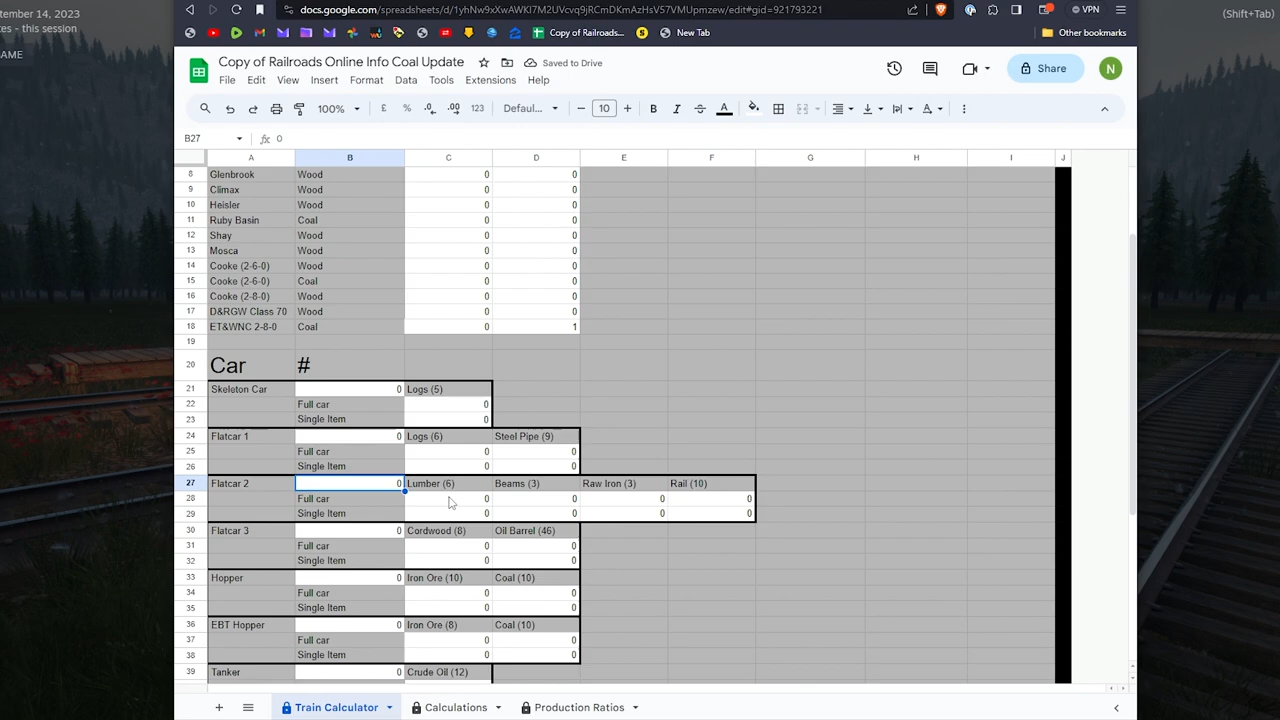 ptember 14, 2023
tes - this session
AME
(Shift+Tab)
docs.google.com/spreadsheets/d/1yhNw9xXwAWKI7M2UVcvq9jRCmDKmAzHsV57VMUpmzew/edit#gid=921793221
VPN
Copy of Railroads...
New Tab
Other bookmarks
Copy of Railroads Online Info Coal Update
Saved to Drive
File Edit View Insert Format Data Tools Extensions Help
Share
N
100% £ % .0 .00 123 Defaul... 10 B I A
B27 fx 0
A B C D E F G H I J
8 Glenbrook Wood 0 0
9 Climax Wood 0 0
10 Heisler Wood 0 0
11 Ruby Basin Coal 0 0
12 Shay Wood 0 0
13 Mosca Wood 0 0
14 Cooke (2-6-0) Wood 0 0
15 Cooke (2-6-0) Coal 0 0
16 Cooke (2-8-0) Wood 0 0
17 D&RGW Class 70 Wood 0 0
18 ET&WNC 2-8-0 Coal 0 1
19
20 Car #
21 Skeleton Car 0 Logs (5)
22 Full car 0
23 Single Item 0
24 Flatcar 1 0 Logs (6) Steel Pipe (9)
25 Full car 0 0
26 Single Item 0 0
27 Flatcar 2 0 Lumber (6) Beams (3) Raw Iron (3) Rail (10)
28 Full car 0 0 0 0
29 Single Item 0 0 0 0
30 Flatcar 3 0 Cordwood (8) Oil Barrel (46)
31 Full car 0 0
32 Single Item 0 0
33 Hopper 0 Iron Ore (10) Coal (10)
34 Full car 0 0
35 Single Item 0 0
36 EBT Hopper 0 Iron Ore (8) Coal (10)
37 Full car 0 0
38 Single Item 0 0
39 Tanker 0 Crude Oil (12)
Train Calculator Calculations Production Ratios